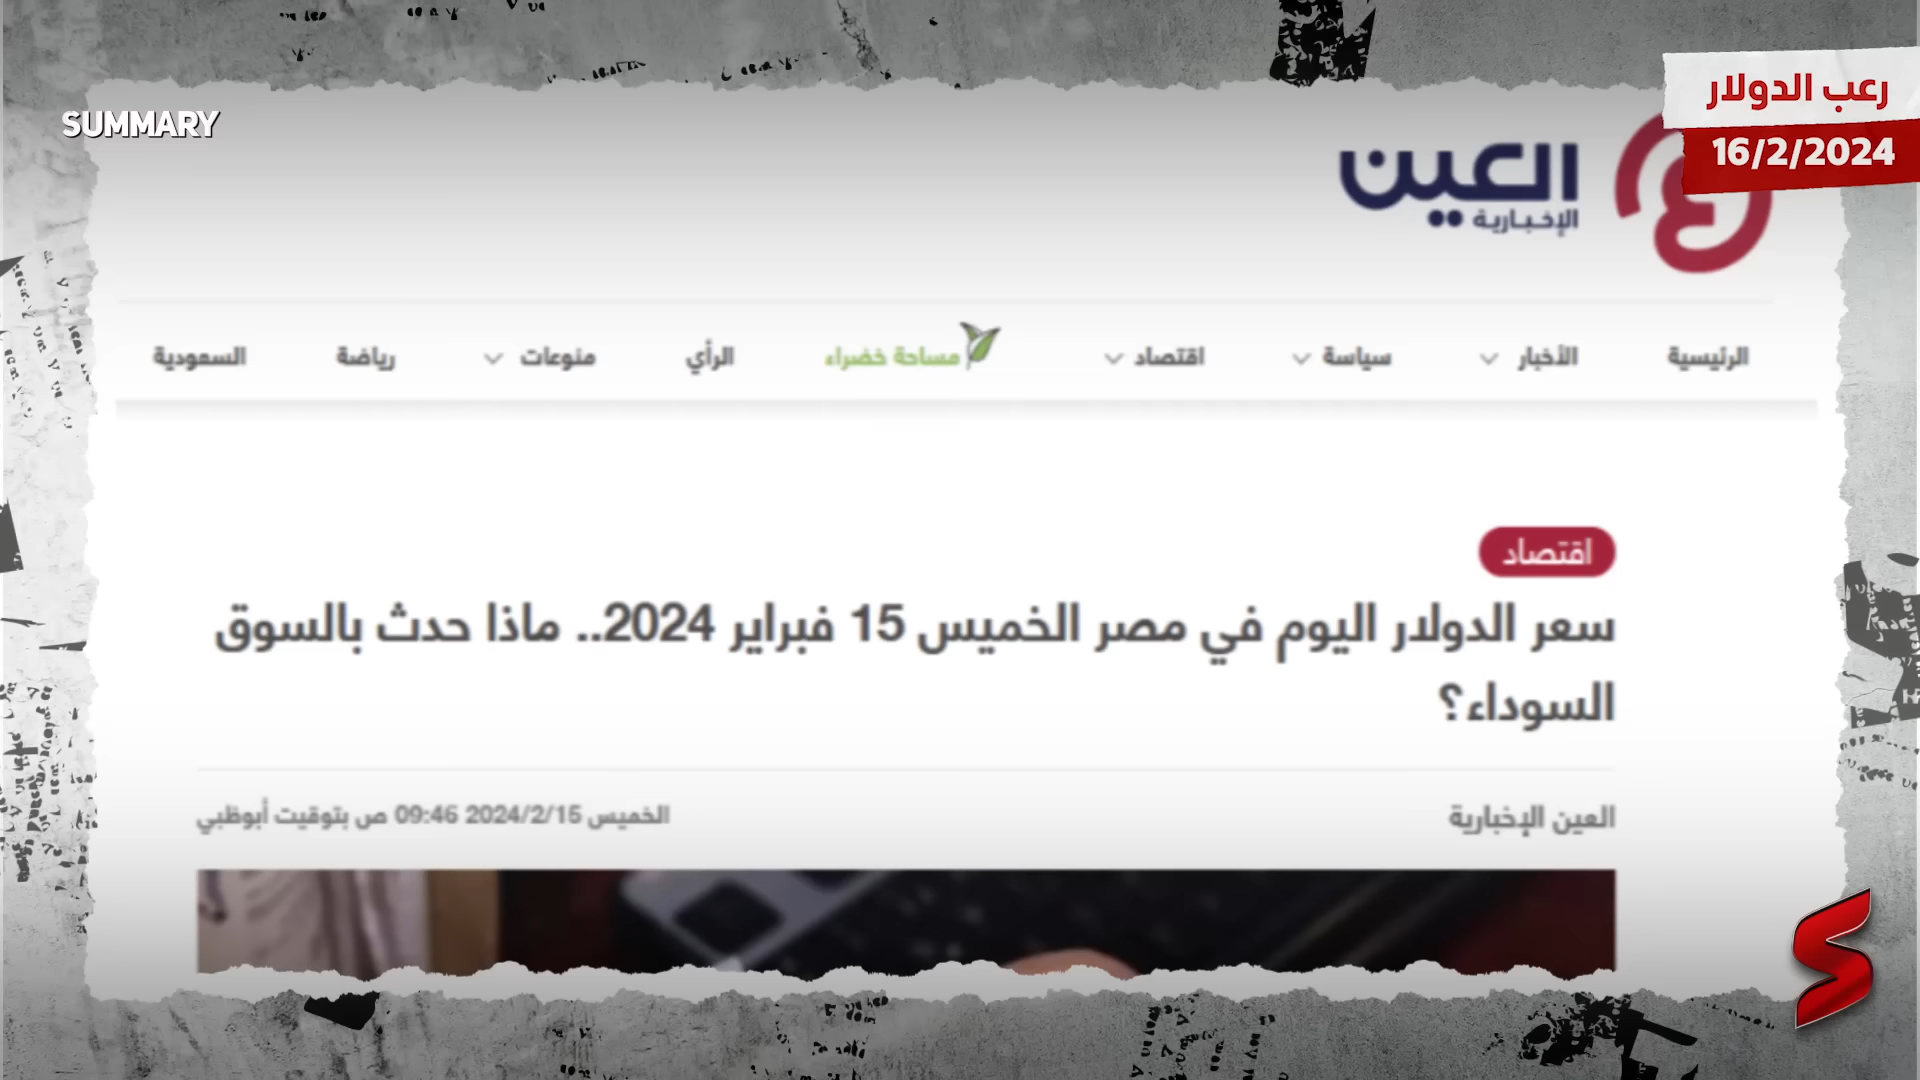 SUMMARY
رعب الدولار
16/2/2024
العين
الإخبارية
الرئيسية الأخبار سياسة اقتصاد مساحة خضراء الرأي منوعات رياضة السعودية
اقتصاد
سعر الدولار اليوم في مصر الخميس 15 فبراير 2024.. ماذا حدث بالسوق
السوداء؟
العين الإخبارية
الخميس 2024/2/15 09:46 ص بتوقيت أبوظبي